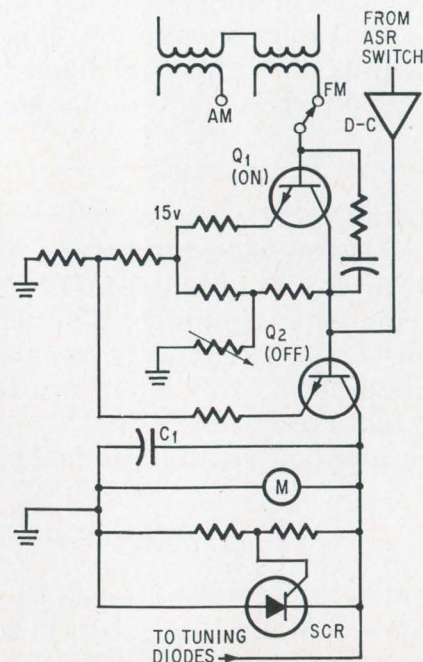 FROM
ASR
SWITCH
FM
AM
D-C
Q1
(ON)
15v
Q2
(OFF)
C1
M
SCR
TO TUNING
DIODES